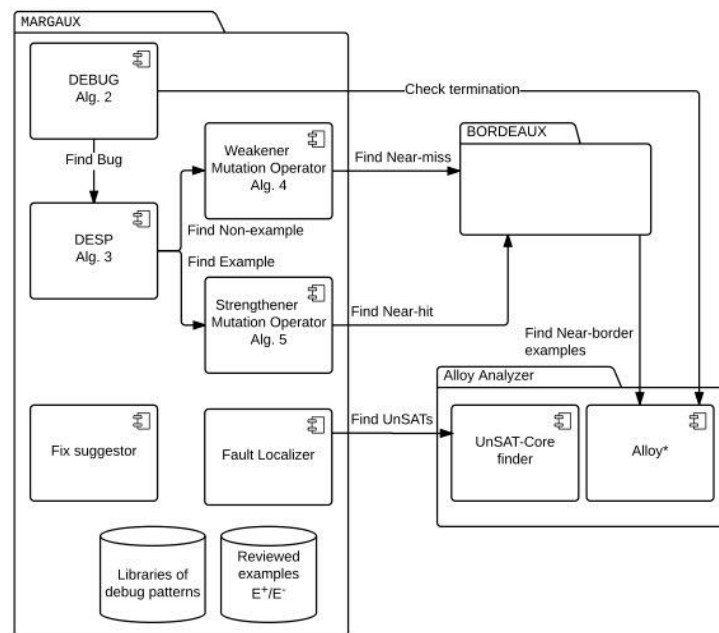 MARGAUX
DEBUG
Alg. 2
Check termination
BORDEAUX
Find Bug
Weakener
Mutation Operator
Alg. 4
Find Near-miss
DESP
Alg. 3
Find Non-example
Find Example
Strengthener
Mutation Operator
Alg. 5
Find Near-hit
Find Near-border
examples
Alloy Analyzer
Fix suggestor
Fault Localizer
Find UnSATs
UnSAT-Core
finder
Alloy*
Libraries of
debug patterns
Reviewed
examples
E⁺/E⁻